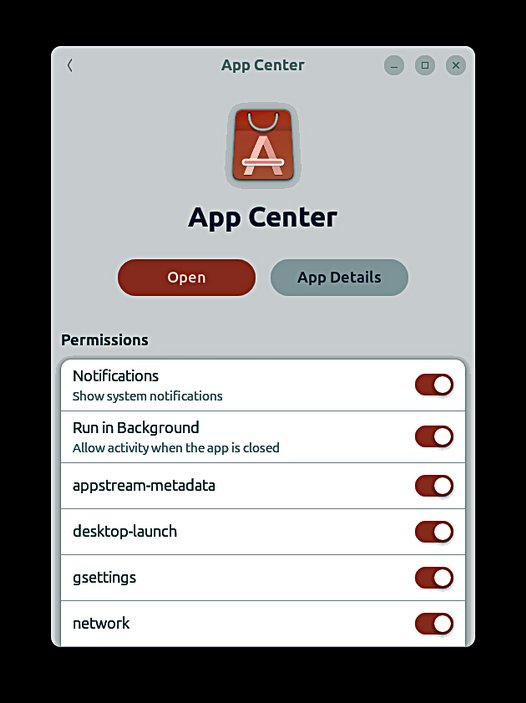 App Center
App Center
Open
App Details
Permissions
Notifications
Show system notifications
Run in Background
Allow activity when the app is closed
appstream-metadata
desktop-launch
gsettings
network